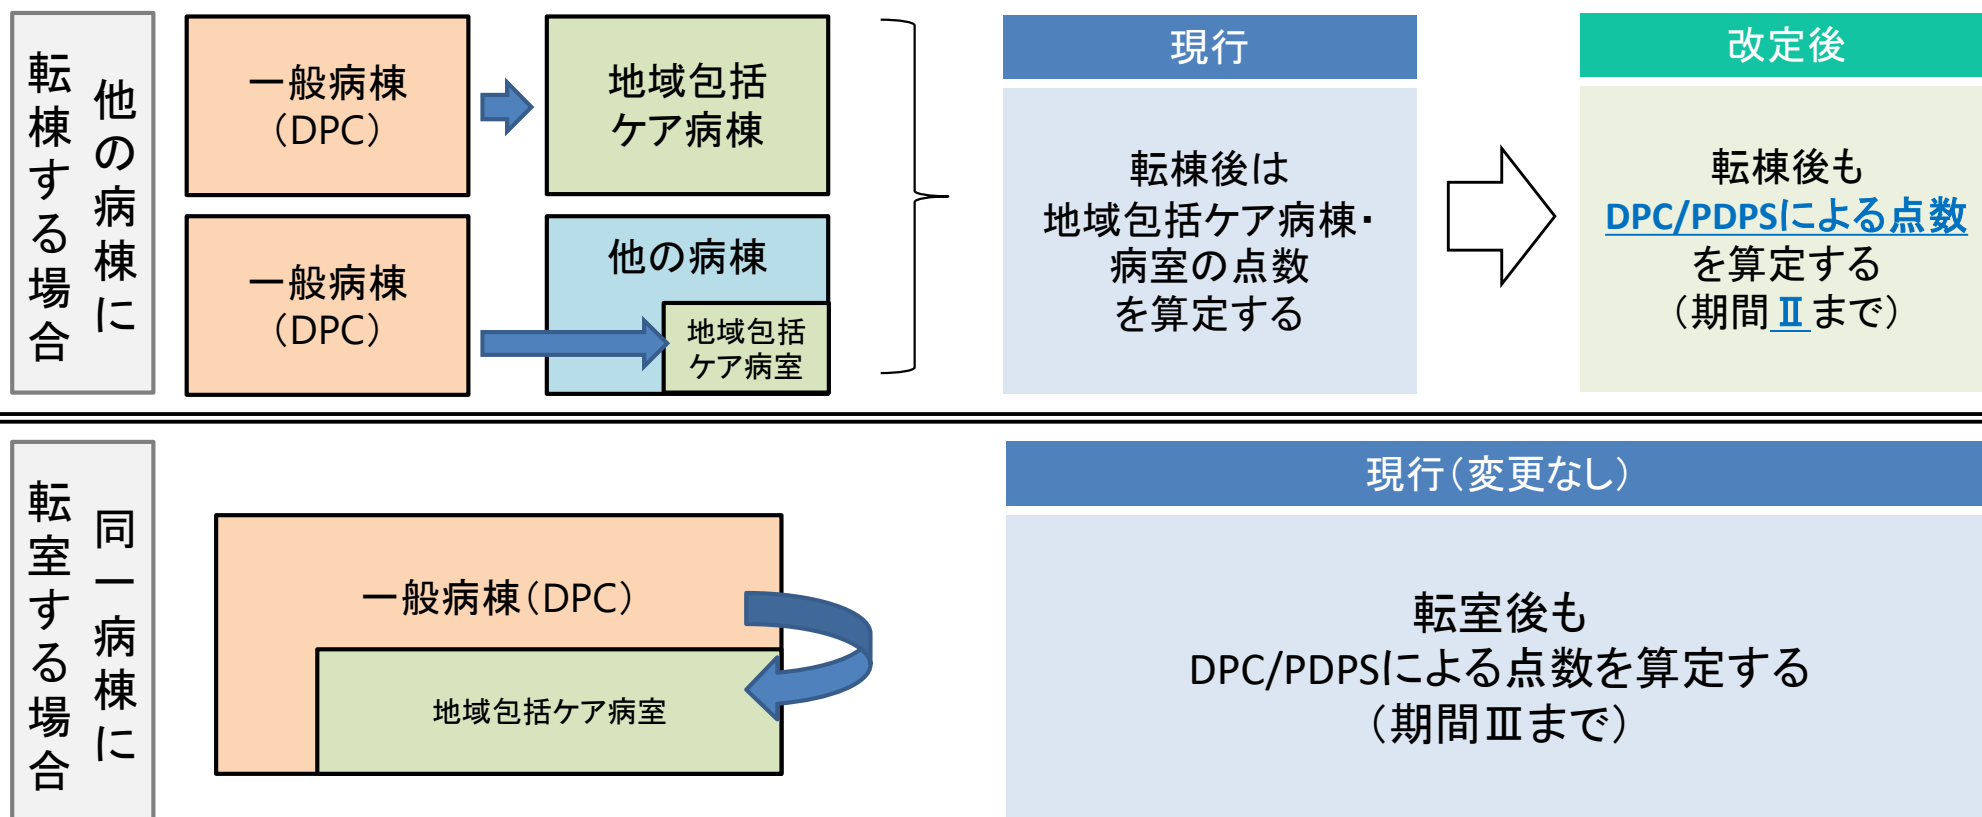 他の病棟に
転棟する場合
一般病棟
（DPC）
地域包括
ケア病棟
一般病棟
（DPC）
他の病棟
地域包括
ケア病室
現行
転棟後は
地域包括ケア病棟・
病室の点数
を算定する
改定後
転棟後も
DPC/PDPSによる点数
を算定する
（期間Ⅱまで）
同一病棟に
転室する場合
一般病棟（DPC）
地域包括ケア病室
現行（変更なし）
転室後も
DPC/PDPSによる点数を算定する
（期間Ⅲまで）